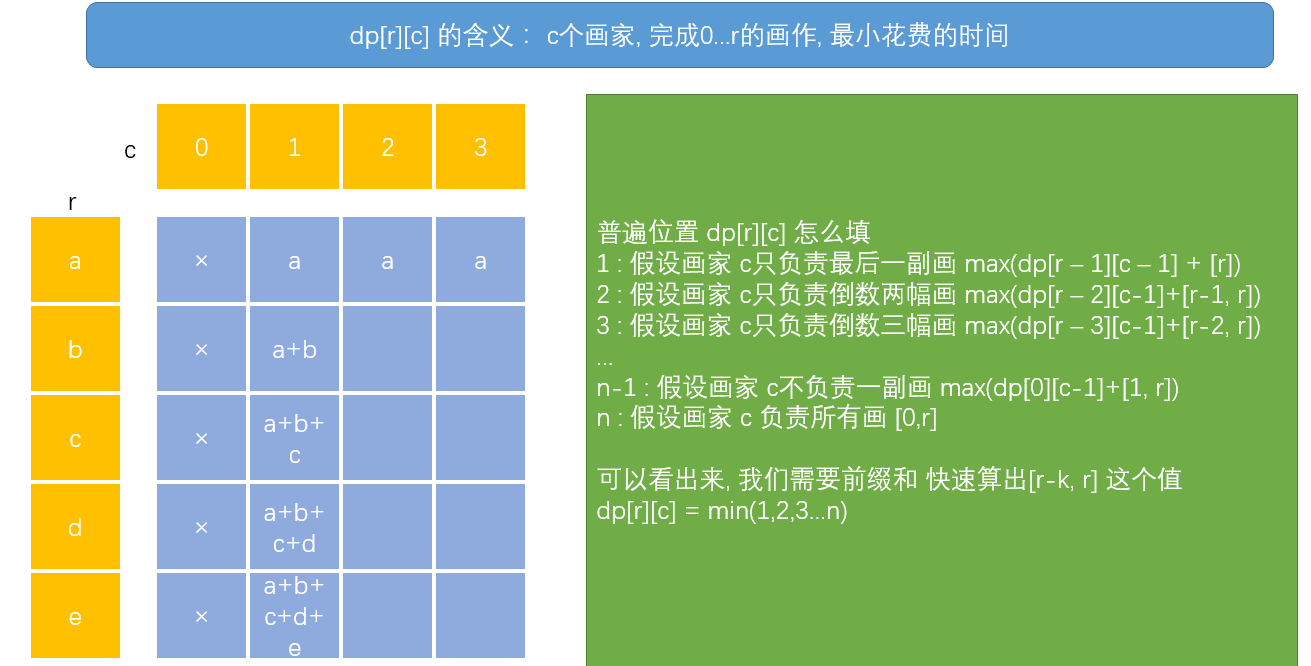 dp[r][c] 的含义： c个画家, 完成0...r的画作, 最小花费的时间
c
0 1 2 3
r
a × a a a
b × a+b
c × a+b+
c
d × a+b+
c+d
e × a+b+
c+d+
e
普遍位置 dp[r][c] 怎么填
1 : 假设画家 c只负责最后一副画 max(dp[r – 1][c – 1] + [r])
2 : 假设画家 c只负责倒数两幅画 max(dp[r – 2][c-1]+[r-1, r])
3 : 假设画家 c只负责倒数三幅画 max(dp[r – 3][c-1]+[r-2, r])
...
n-1 : 假设画家 c不负责一副画 max(dp[0][c-1]+[1, r])
n : 假设画家 c 负责所有画 [0,r]
可以看出来, 我们需要前缀和 快速算出[r-k, r] 这个值
dp[r][c] = min(1,2,3...n)